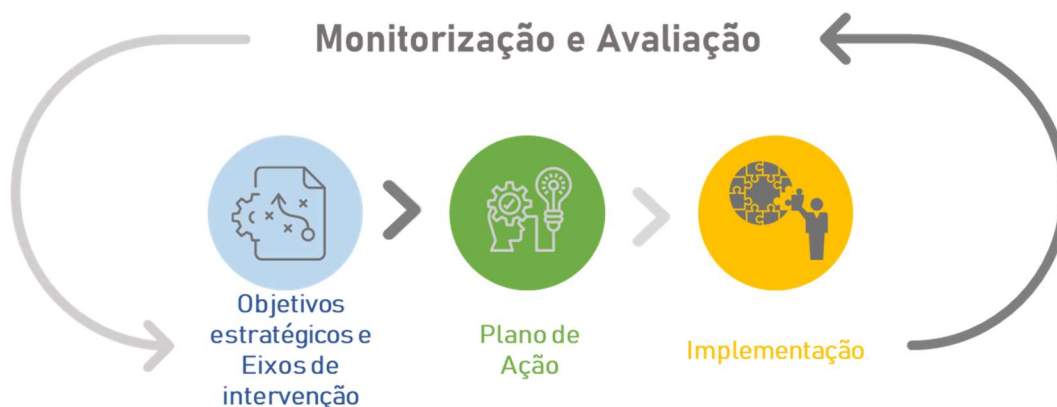 Monitorização e Avaliação
Objetivos
estratégicos e
Eixos de
intervenção
Plano de
Ação
Implementação